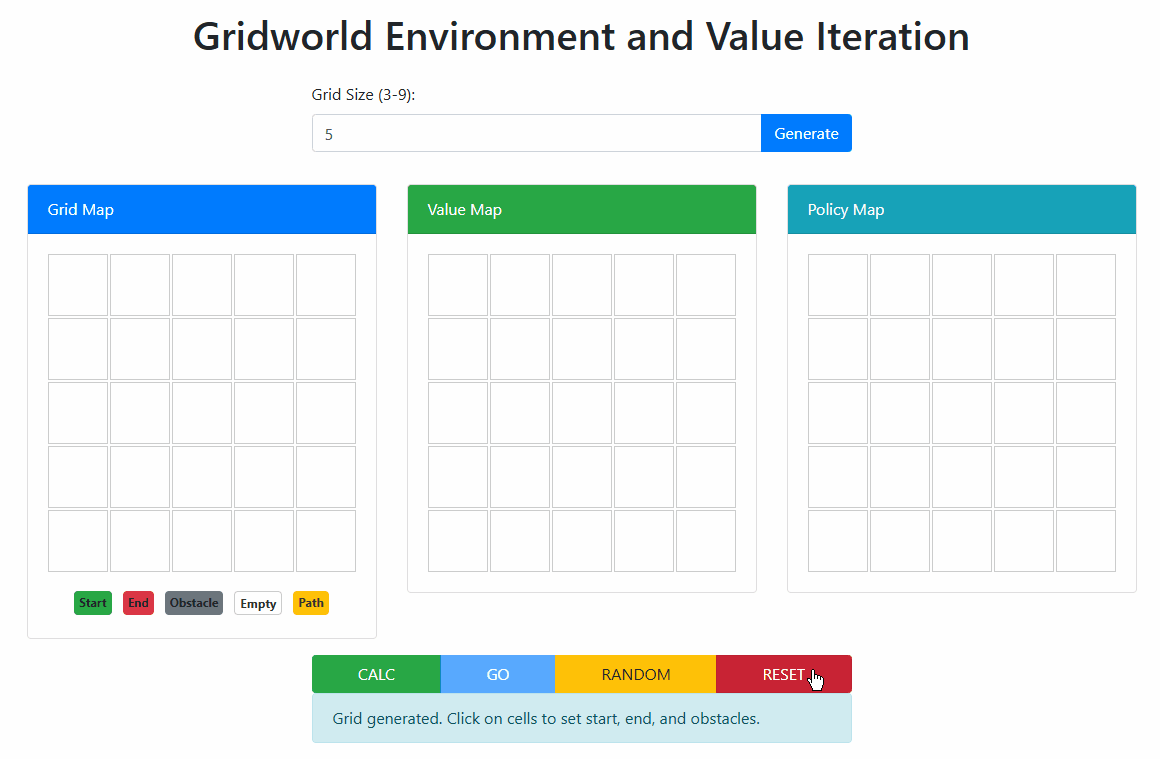 Gridworld Environment and Value Iteration
Grid Size (3-9):
5
Generate
Grid Map
Value Map
Policy Map
Start
End
Obstacle
Empty
Path
CALC
GO
RANDOM
RESET
Grid generated. Click on cells to set start, end, and obstacles.